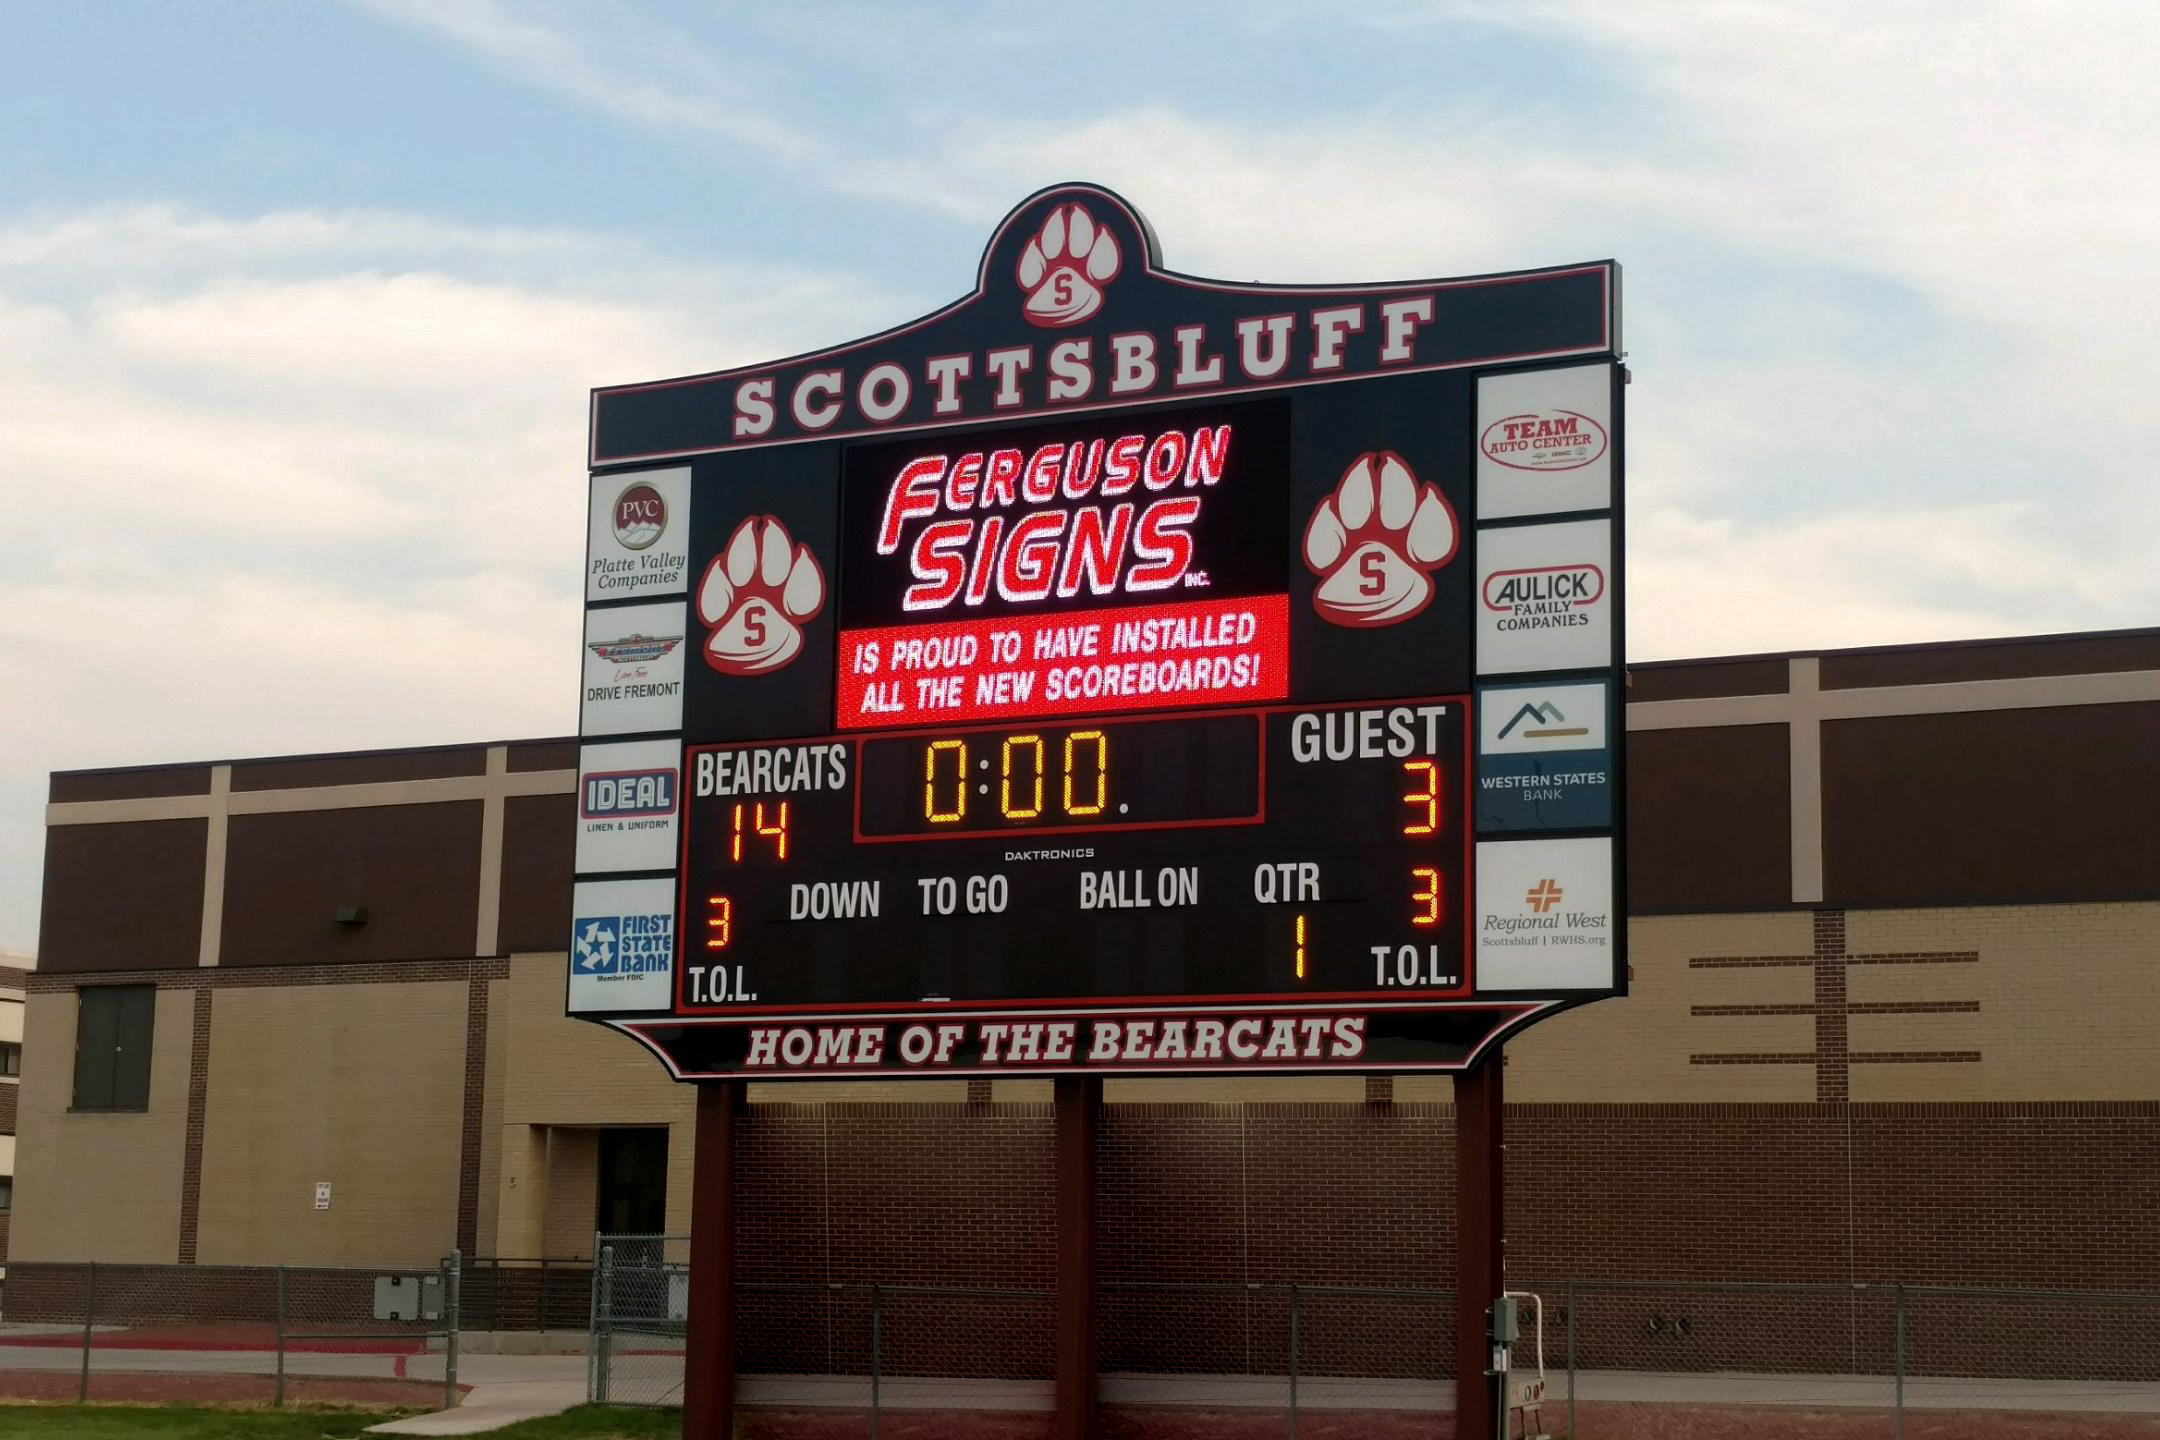 S
SCOTTSBLUFF
PVC
Platte Valley
Companies
DRIVE FREMONT
IDEAL
LINEN & UNIFORM
FIRST
STATE
BANK
Member FDIC
S
FERGUSON
SIGNS
INC.
IS PROUD TO HAVE INSTALLED
ALL THE NEW SCOREBOARDS!
S
TEAM
AUTO CENTER
GMC
AULICK
FAMILY
COMPANIES
WESTERN STATES
BANK
Regional West
Scottsbluff | RWHS.org
BEARCATS
14
0:00.
GUEST
3
DAKTRONICS
3
T.O.L.
DOWN
TO GO
BALL ON
QTR
1
3
T.O.L.
HOME OF THE BEARCATS
5